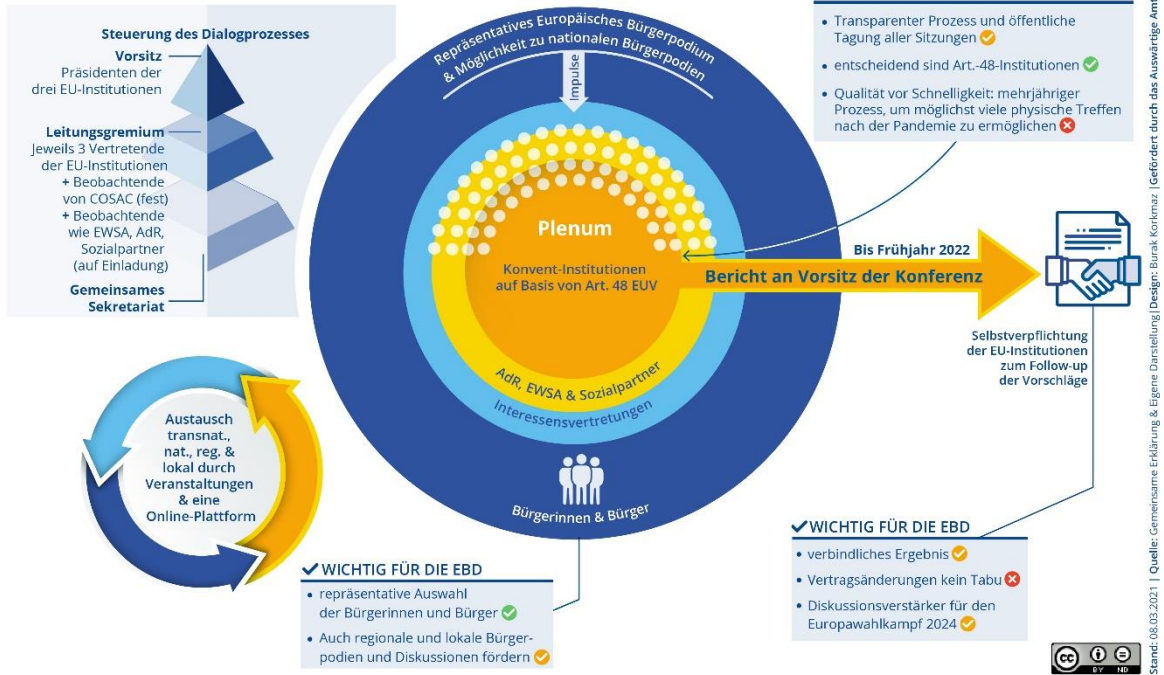 Steuerung des Dialogprozesses
Vorsitz
Präsidenten der
drei EU-Institutionen
Leitungsgremium
Jeweils 3 Vertretende
der EU-Institutionen
+ Beobachtende
von COSAC (fest)
+ Beobachtende
wie EWSA, AdR,
Sozialpartner
(auf Einladung)
Gemeinsames
Sekretariat
Repräsentatives Europäisches Bürgerpodium
& Möglichkeit zu nationalen Bürgerpodien
Impulse
Plenum
Konvent-Institutionen
auf Basis von Art. 48 EUV
AdR, EWSA & Sozialpartner
Interessensvertretungen
Bürgerinnen & Bürger
• Transparenter Prozess und öffentliche
Tagung aller Sitzungen
• entscheidend sind Art.-48-Institutionen
• Qualität vor Schnelligkeit: mehrjähriger
Prozess, um möglichst viele physische Treffen
nach der Pandemie zu ermöglichen
Bis Frühjahr 2022
Bericht an Vorsitz der Konferenz
Selbstverpflichtung
der EU-Institutionen
zum Follow-up
der Vorschläge
Austausch
transnat.,
nat., reg. &
lokal durch
Veranstaltungen
& eine
Online-Plattform
WICHTIG FÜR DIE EBD
• repräsentative Auswahl
der Bürgerinnen und Bürger
• Auch regionale und lokale Bürger-
podien und Diskussionen fördern
WICHTIG FÜR DIE EBD
• verbindliches Ergebnis
• Vertragsänderungen kein Tabu
• Diskussionsverstärker für den
Europawahlkampf 2024
cc
BY ND
Stand: 08.03.2021 | Quelle: Gemeinsame Erklärung & Eigene Darstellung | Design: Burak Korkmaz | Gefördert durch das Auswärtige Amt